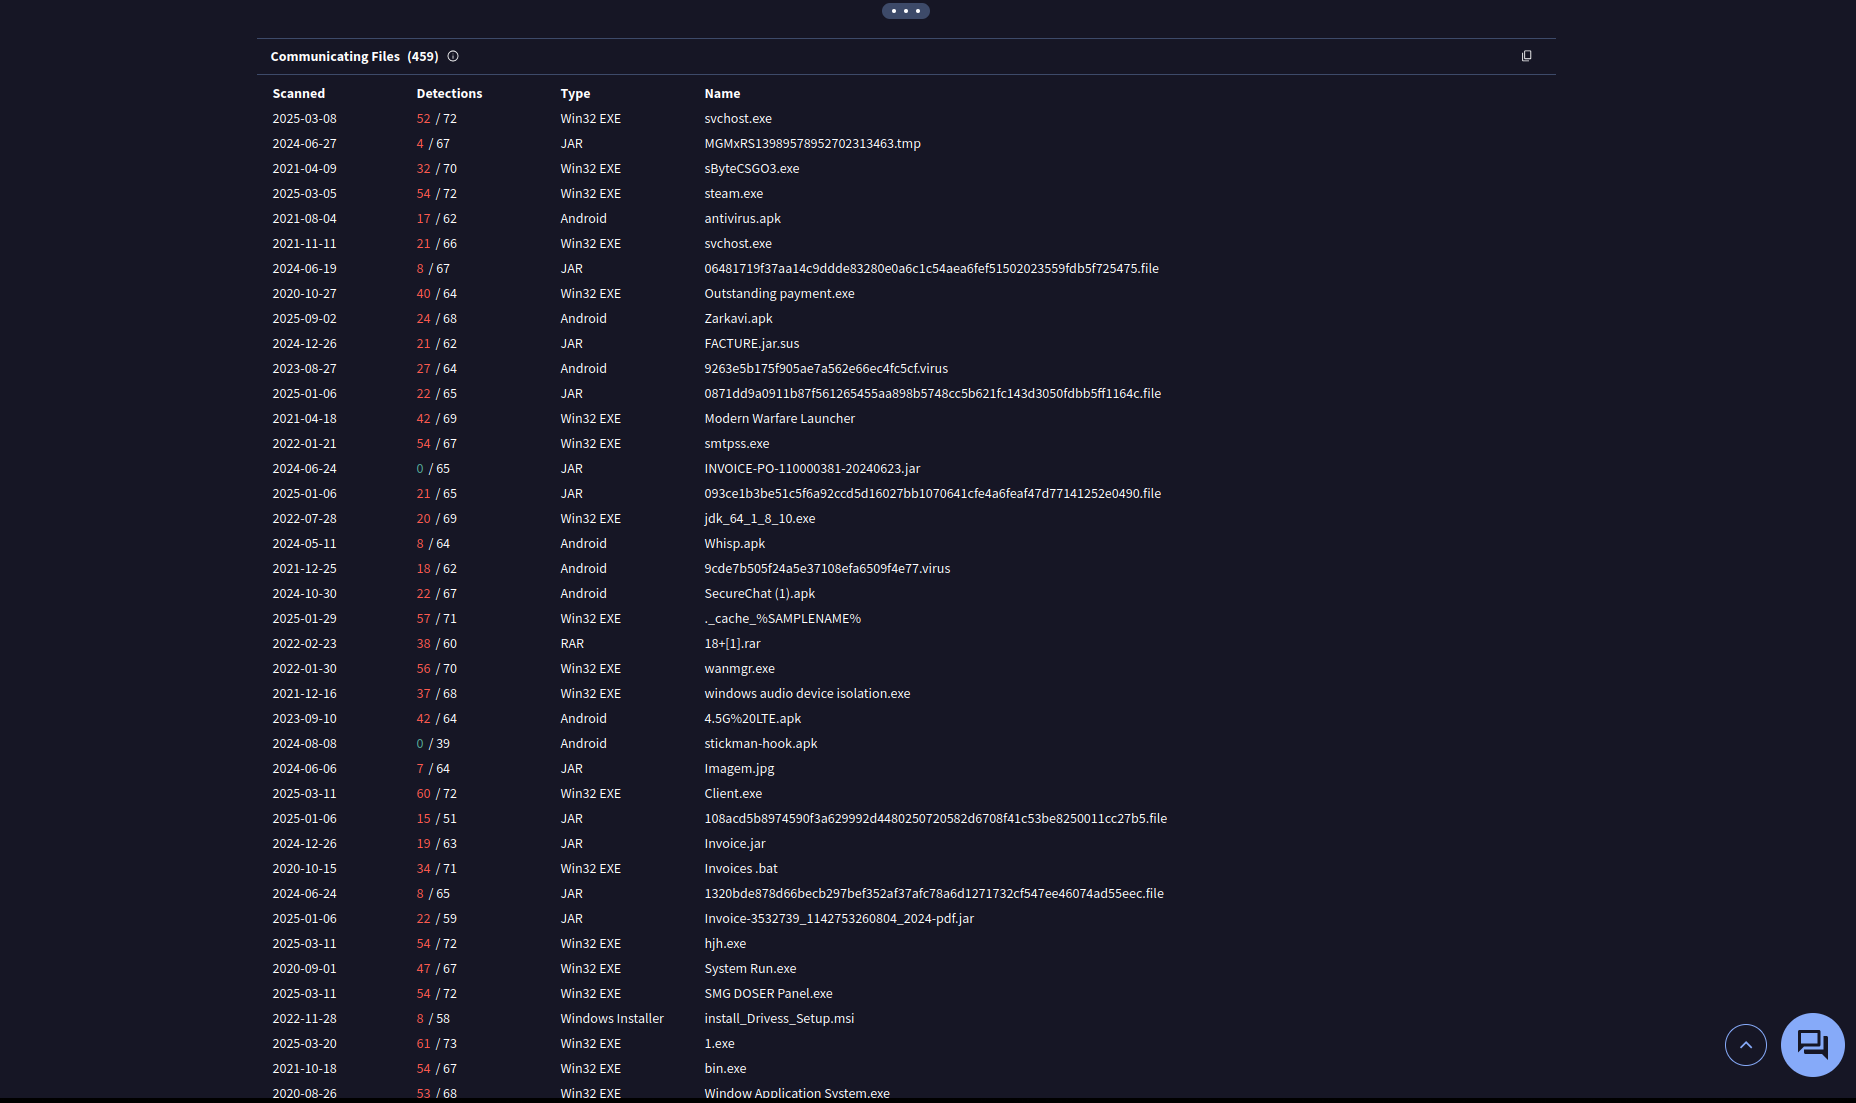 Communicating Files (459)
Scanned Detections Type Name
2025-03-08 52 / 72 Win32 EXE svchost.exe
2024-06-27 4 / 67 JAR MGMxRS13989578952702313463.tmp
2021-04-09 32 / 70 Win32 EXE sByteCSGO3.exe
2025-03-05 54 / 72 Win32 EXE steam.exe
2021-08-04 17 / 62 Android antivirus.apk
2021-11-11 21 / 66 Win32 EXE svchost.exe
2024-06-19 8 / 67 JAR 06481719f37aa14c9ddde83280e0a6c1c54aea6fef51502023559fdb5f725475.file
2020-10-27 40 / 64 Win32 EXE Outstanding payment.exe
2025-09-02 24 / 68 Android Zarkavi.apk
2024-12-26 21 / 62 JAR FACTURE.jar.sus
2023-08-27 27 / 64 Android 9263e5b175f905ae7a562e66ec4fc5cf.virus
2025-01-06 22 / 65 JAR 0871dd9a0911b87f561265455aa898b5748cc5b621fc143d3050fdbb5ff1164c.file
2021-04-18 42 / 69 Win32 EXE Modern Warfare Launcher
2022-01-21 54 / 67 Win32 EXE smtpss.exe
2024-06-24 0 / 65 JAR INVOICE-PO-110000381-20240623.jar
2025-01-06 21 / 65 JAR 093ce1b3be51c5f6a92ccd5d16027bb1070641cfe4a6feaf47d77141252e0490.file
2022-07-28 20 / 69 Win32 EXE jdk_64_1_8_10.exe
2024-05-11 8 / 64 Android Whisp.apk
2021-12-25 18 / 62 Android 9cde7b505f24a5e37108efa6509f4e77.virus
2024-10-30 22 / 67 Android SecureChat (1).apk
2025-01-29 57 / 71 Win32 EXE ._cache_%SAMPLENAME%
2022-02-23 38 / 60 RAR 18+[1].rar
2022-01-30 56 / 70 Win32 EXE wanmgr.exe
2021-12-16 37 / 68 Win32 EXE windows audio device isolation.exe
2023-09-10 42 / 64 Android 4.5G%20LTE.apk
2024-08-08 0 / 39 Android stickman-hook.apk
2024-06-06 7 / 64 JAR Imagem.jpg
2025-03-11 60 / 72 Win32 EXE Client.exe
2025-01-06 15 / 51 JAR 108acd5b8974590f3a629992d4480250720582d6708f41c53be8250011cc27b5.file
2024-12-26 19 / 63 JAR Invoice.jar
2020-10-15 34 / 71 Win32 EXE Invoices .bat
2024-06-24 8 / 65 JAR 1320bde878d66becb297bef352af37afc78a6d1271732cf547ee46074ad55eec.file
2025-01-06 22 / 59 JAR Invoice-3532739_1142753260804_2024-pdf.jar
2025-03-11 54 / 72 Win32 EXE hjh.exe
2020-09-01 47 / 67 Win32 EXE System Run.exe
2025-03-11 54 / 72 Win32 EXE SMG DOSER Panel.exe
2022-11-28 8 / 58 Windows Installer install_Drivess_Setup.msi
2025-03-20 61 / 73 Win32 EXE 1.exe
2021-10-18 54 / 67 Win32 EXE bin.exe
2020-08-26 53 / 68 Win32 EXE Window Application System.exe